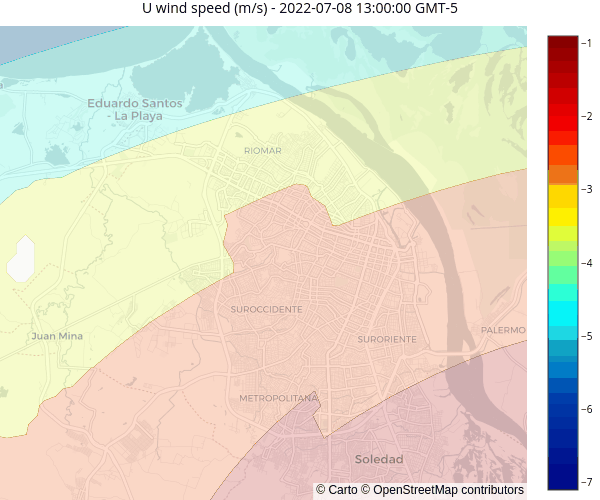 U wind speed (m/s) - 2022-07-08 13:00:00 GMT-5
Eduardo Santos
- La Playa
RIOMAR
SUROCCIDENTE
Juan Mina
SURORIENTE
PALERMO
METROPOLITANA
Soledad
© Carto © OpenStreetMap contributors
−1
−2
−3
−4
−5
−6
−7